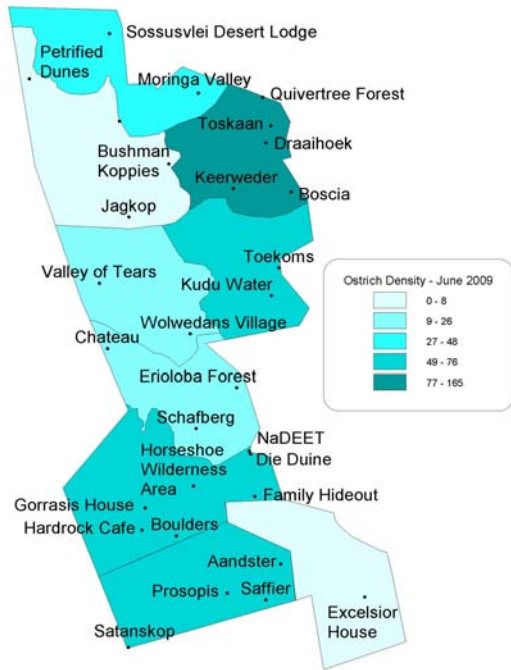 Sossusvlei Desert Lodge
Petrified
Dunes
Moringa Valley
Quivertree Forest
Toskaan
Draaihoek
Bushman
Koppies
Keerweder
Boscia
Jagkop
Toekoms
Valley of Tears
Kudu Water
Ostrich Density - June 2009
0 - 8
9 - 26
27 - 48
49 - 76
77 - 165
Wolwedans Village
Chateau
Erioloba Forest
Schafberg
NaDEET
Horseshoe
Wilderness
Area
Die Duine
Family Hideout
Gorrasis House
Hardrock Cafe
Boulders
Aandster
Prosopis
Saffier
Excelsior
House
Satanskop